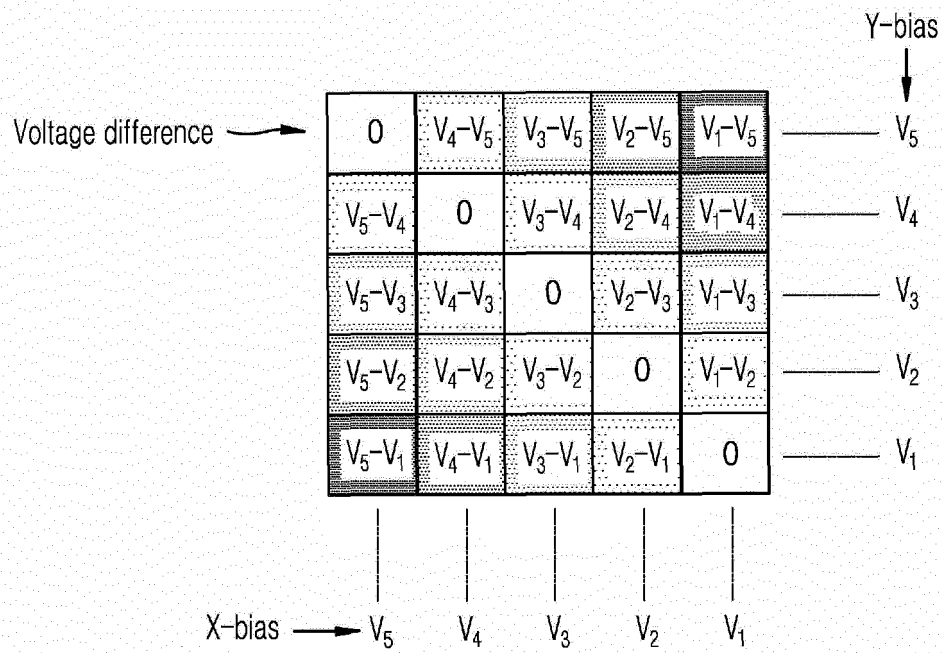 Y-bias
Voltage difference 0 V₄-V₅ V₃-V₅ V₂-V₅ V₁-V₅ V₅
V₅-V₄ 0 V₃-V₄ V₂-V₄ V₁-V₄ V₄
V₅-V₃ V₄-V₃ 0 V₂-V₃ V₁-V₃ V₃
V₅-V₂ V₄-V₂ V₃-V₂ 0 V₁-V₂ V₂
V₅-V₁ V₄-V₁ V₃-V₁ V₂-V₁ 0 V₁
X-bias V₅ V₄ V₃ V₂ V₁